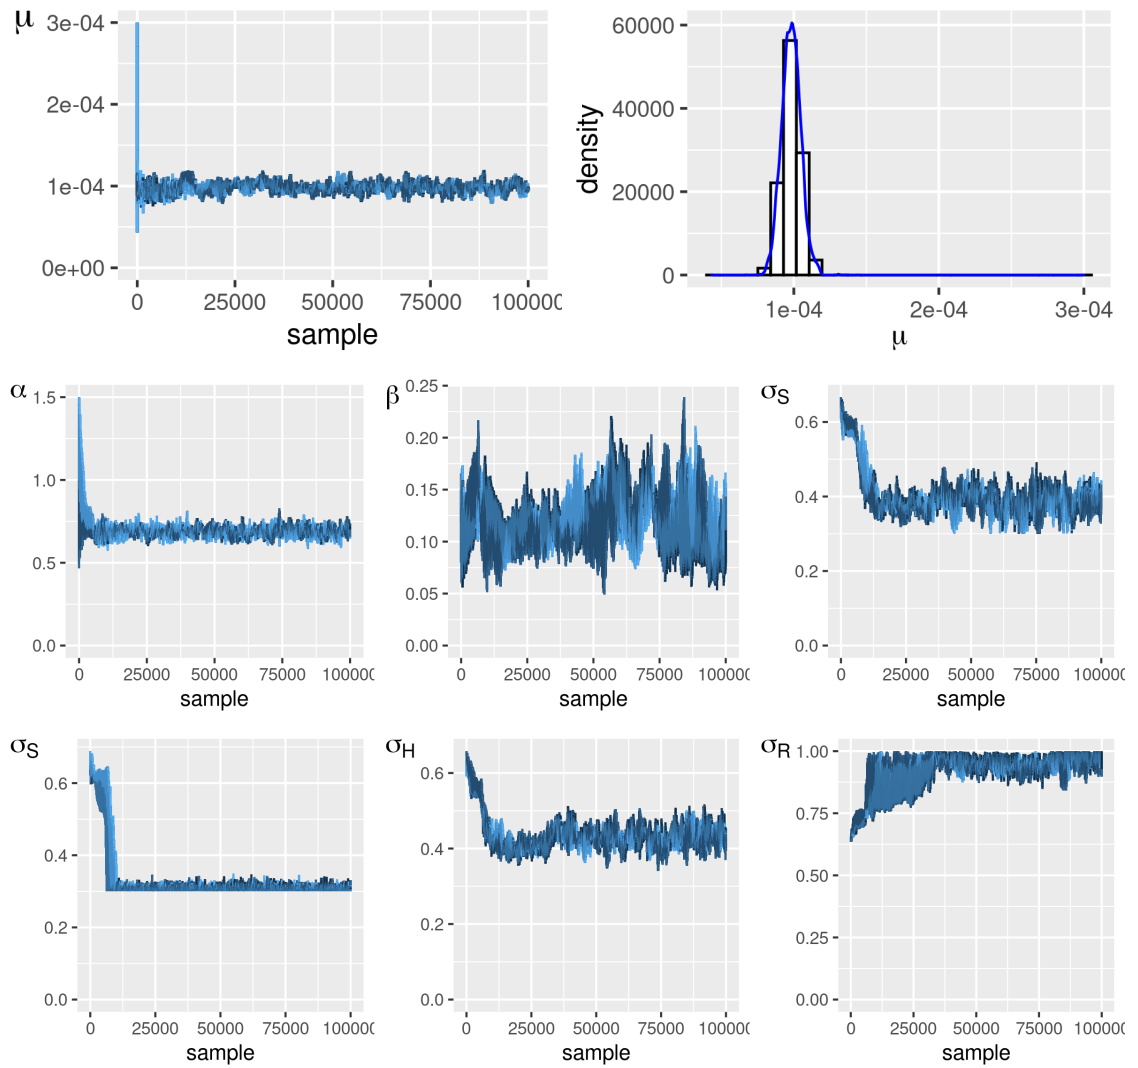 μ
3e-04
2e-04
1e-04
0e+00
0 25000 50000 75000 100000
sample
density
60000
40000
20000
0
1e-04 2e-04 3e-04
μ
α
1.5
1.0
0.5
0.0
0 25000 50000 75000 100000
sample
β
0.25
0.20
0.15
0.10
0.05
0.00
0 25000 50000 75000 100000
sample
σS
0.6
0.4
0.2
0.0
0 25000 50000 75000 100000
sample
σS
0.6
0.4
0.2
0.0
0 25000 50000 75000 100000
sample
σH
0.6
0.4
0.2
0.0
0 25000 50000 75000 100000
sample
σR
1.00
0.75
0.50
0.25
0.00
0 25000 50000 75000 100000
sample